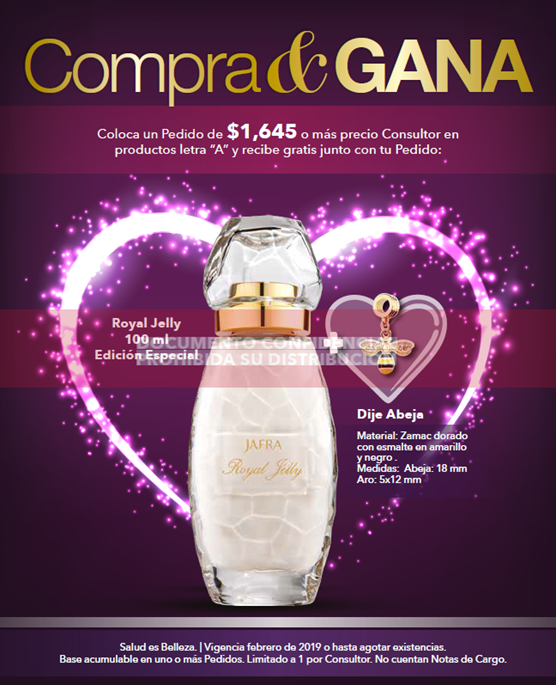 Compra & GANA
Coloca un Pedido de $1,645 o más precio Consultor en
productos letra "A" y recibe gratis junto con tu Pedido:
Royal Jelly
100 ml
Edición Especial
DOCUMENTO CONFIDENCIAL
PROHIBIDA SU DISTRIBUCIÓN
+
JAFRA
Royal Jelly
Dije Abeja
Material: Zamac dorado
con esmalte en amarillo
y negro .
Medidas: Abeja: 18 mm
Aro: 5x12 mm
Salud es Belleza. | Vigencia febrero de 2019 o hasta agotar existencias.
Base acumulable en uno o más Pedidos. Limitado a 1 por Consultor. No cuentan Notas de Cargo.